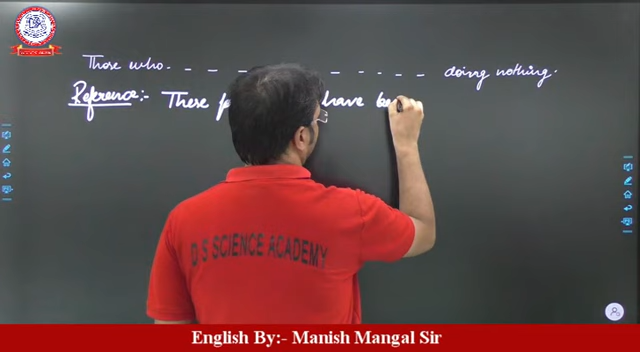 Those who - - - - - - - - doing nothing.
Reference:- These p have be
D S SCIENCE ACADEMY
English By:- Manish Mangal Sir